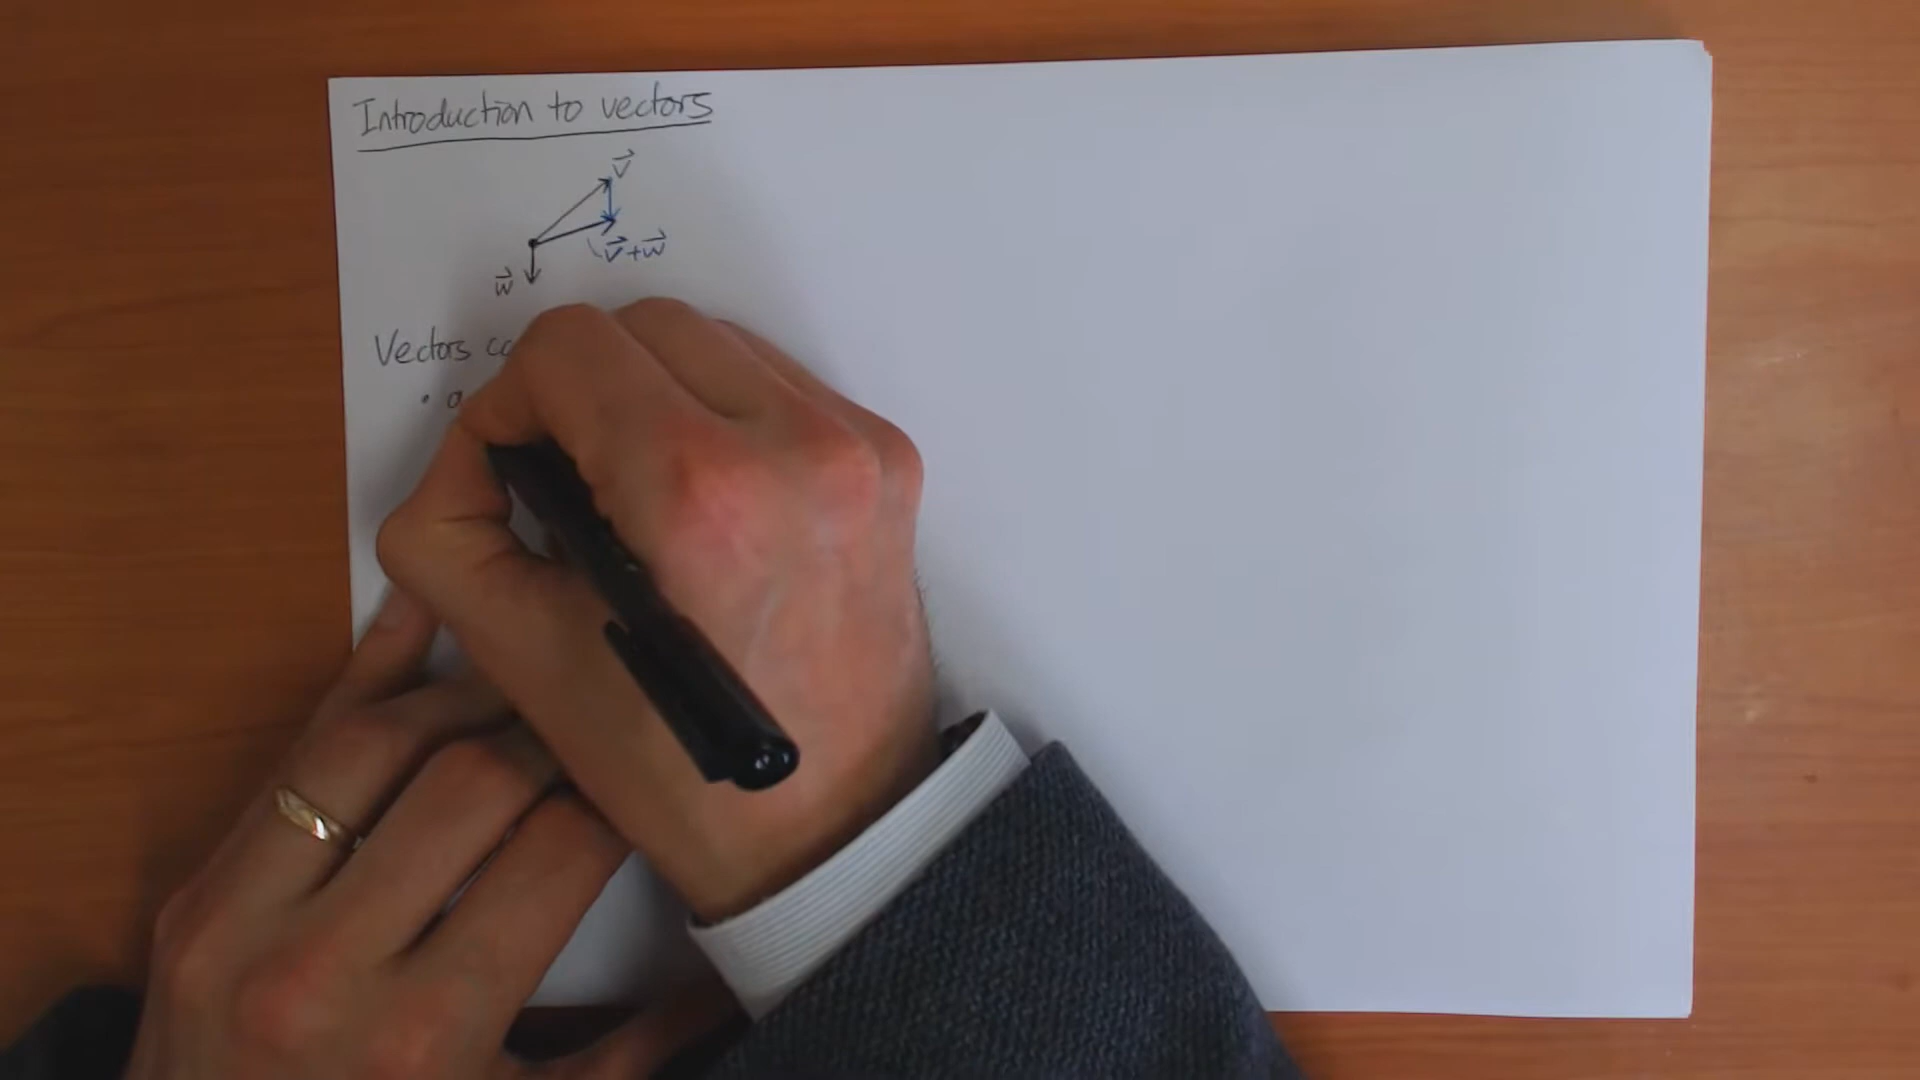 Introduction to vectors
v⃗
v⃗+w⃗
w⃗
Vectors
•